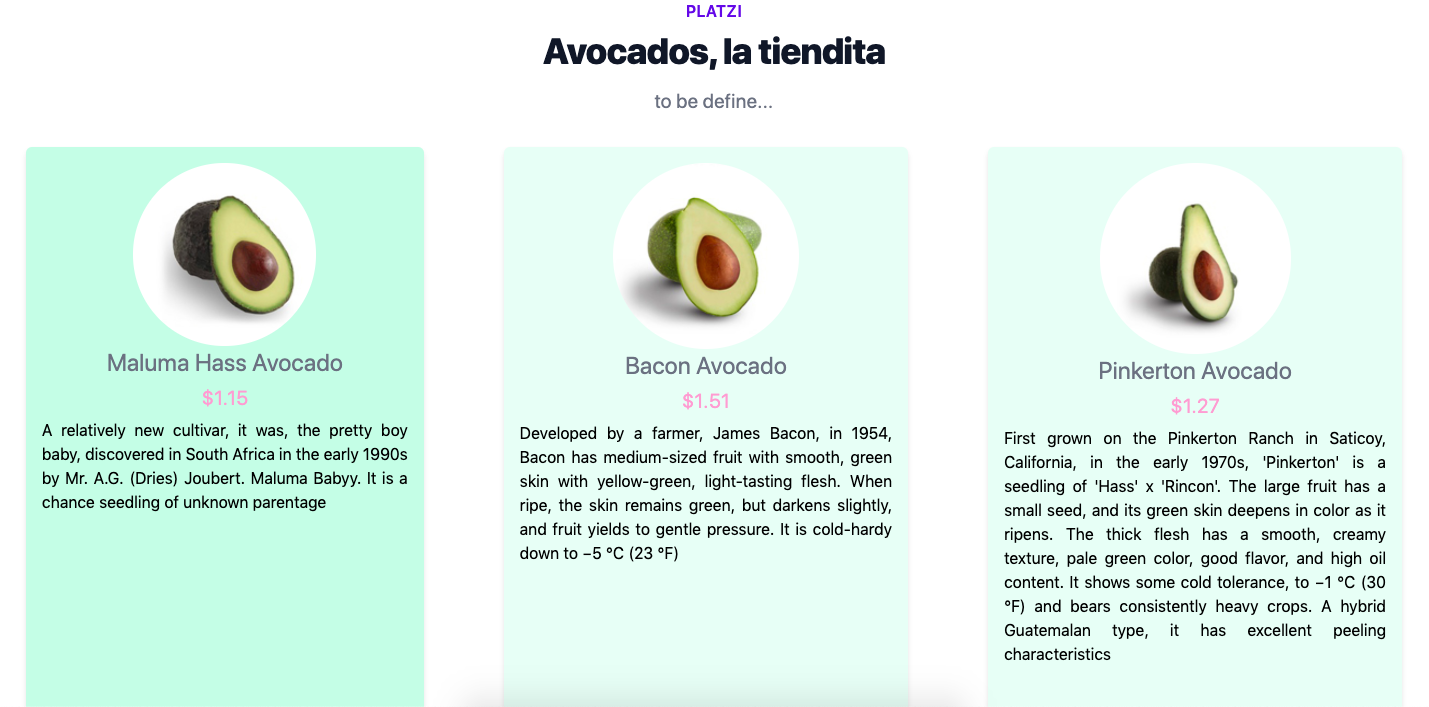 PLATZI
Avocados, la tiendita
to be define...
Maluma Hass Avocado
$1.15
A relatively new cultivar, it was, the pretty boy
baby, discovered in South Africa in the early 1990s
by Mr. A.G. (Dries) Joubert. Maluma Babyy. It is a
chance seedling of unknown parentage
Bacon Avocado
$1.51
Developed by a farmer, James Bacon, in 1954,
Bacon has medium-sized fruit with smooth, green
skin with yellow-green, light-tasting flesh. When
ripe, the skin remains green, but darkens slightly,
and fruit yields to gentle pressure. It is cold-hardy
down to −5 ºC (23 ºF)
Pinkerton Avocado
$1.27
First grown on the Pinkerton Ranch in Saticoy,
California, in the early 1970s, 'Pinkerton' is a
seedling of 'Hass' x 'Rincon'. The large fruit has a
small seed, and its green skin deepens in color as it
ripens. The thick flesh has a smooth, creamy
texture, pale green color, good flavor, and high oil
content. It shows some cold tolerance, to −1 ºC (30
ºF) and bears consistently heavy crops. A hybrid
Guatemalan type, it has excellent peeling
characteristics